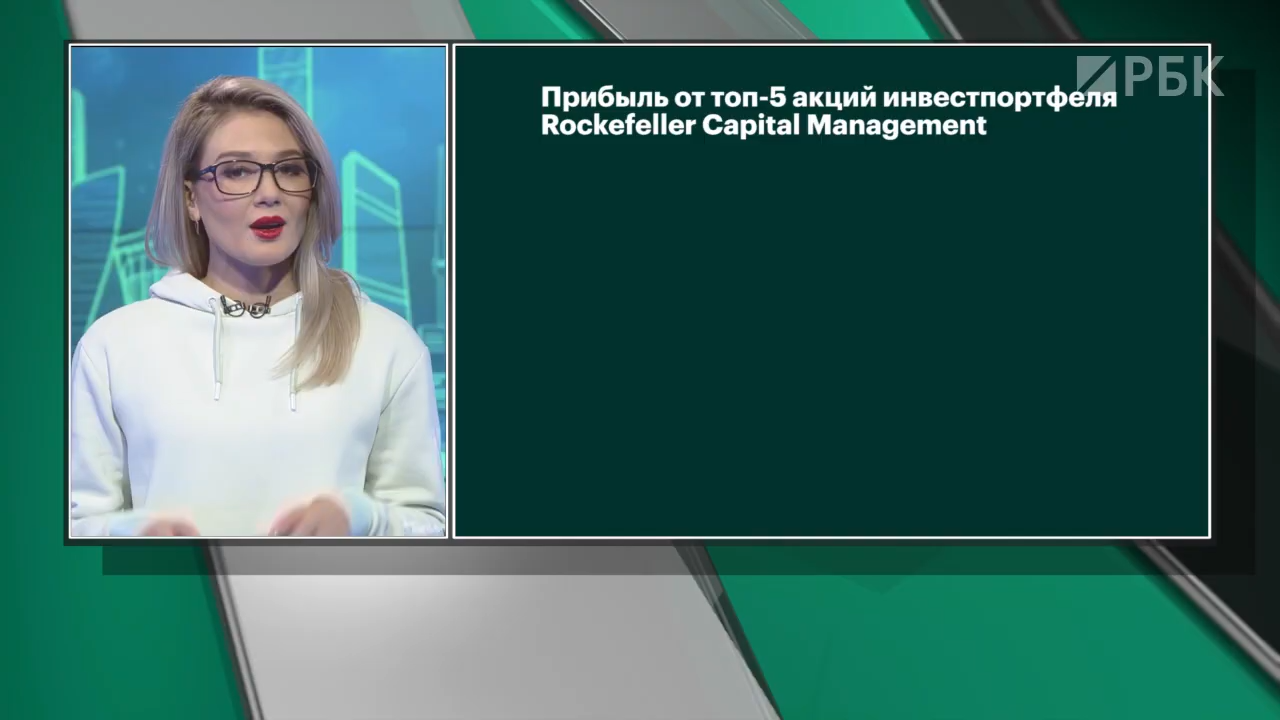 РБК
Прибыль от топ-5 акций инвестпортфеля
Rockefeller Capital Management